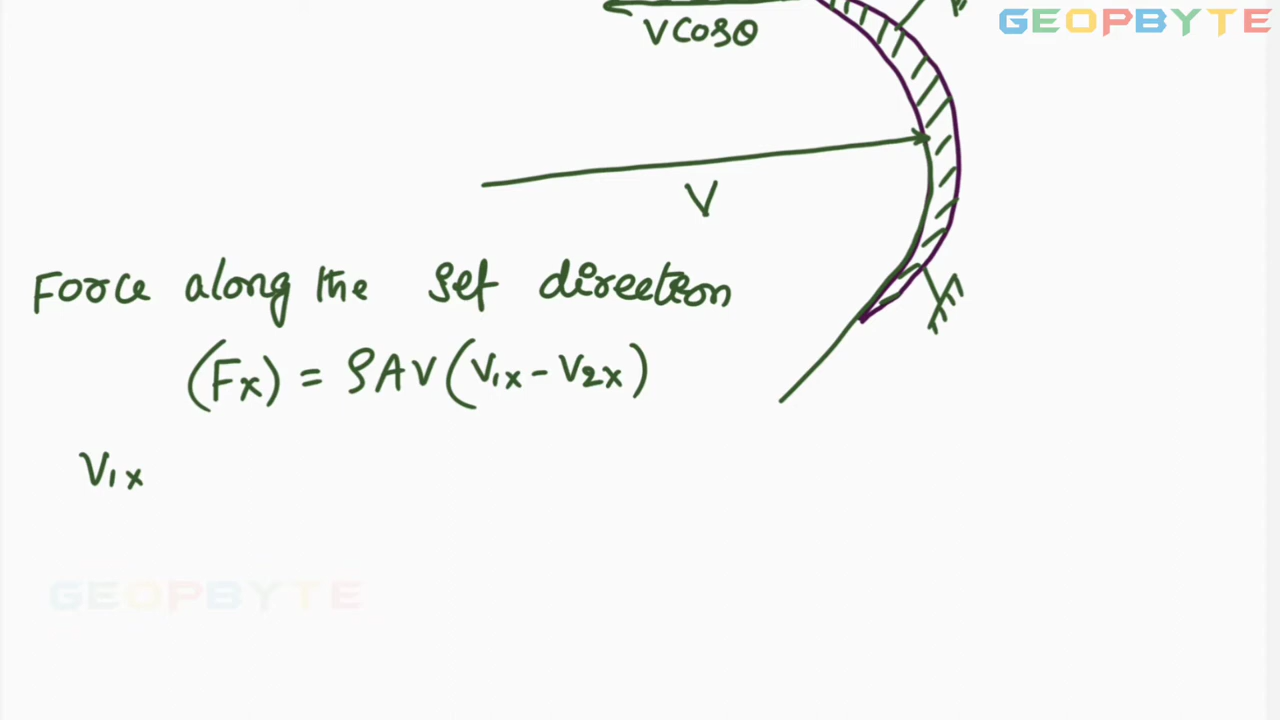 GEOPBYTE
VCosθ
V
Force along the Jet direction
(Fx) = ρAV(V1x - V2x)
V1x
GEOPBYTE